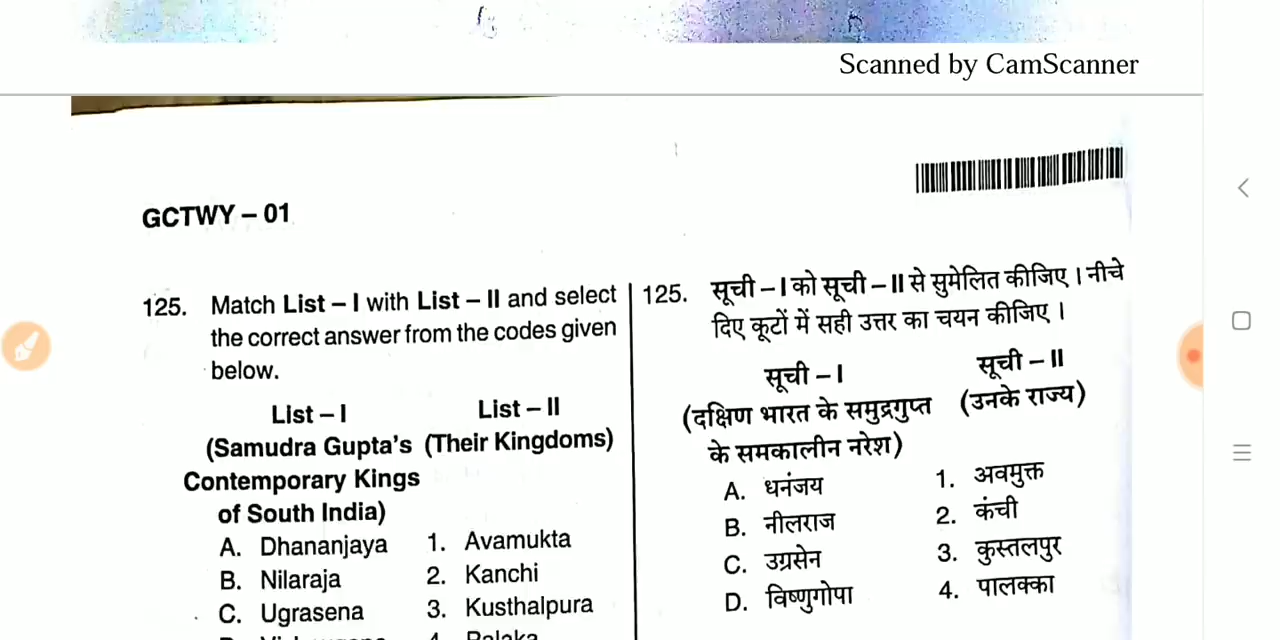 Scanned by CamScanner
GCTWY – 01
125. Match List – I with List – II and select
the correct answer from the codes given
below.
List – I List – II
(Samudra Gupta's (Their Kingdoms)
Contemporary Kings
of South India)
A. Dhananjaya 1. Avamukta
B. Nilaraja 2. Kanchi
C. Ugrasena 3. Kusthalpura
125. सूची – I को सूची – II से सुमेलित कीजिए । नीचे
दिए कूटों में सही उत्तर का चयन कीजिए ।
सूची – I सूची – II
(दक्षिण भारत के समुद्रगुप्त (उनके राज्य)
के समकालीन नरेश)
A. धनंजय 1. अवमुक्त
B. नीलराज 2. कंची
C. उग्रसेन 3. कुस्तलपुर
D. विष्णुगोपा 4. पालक्का